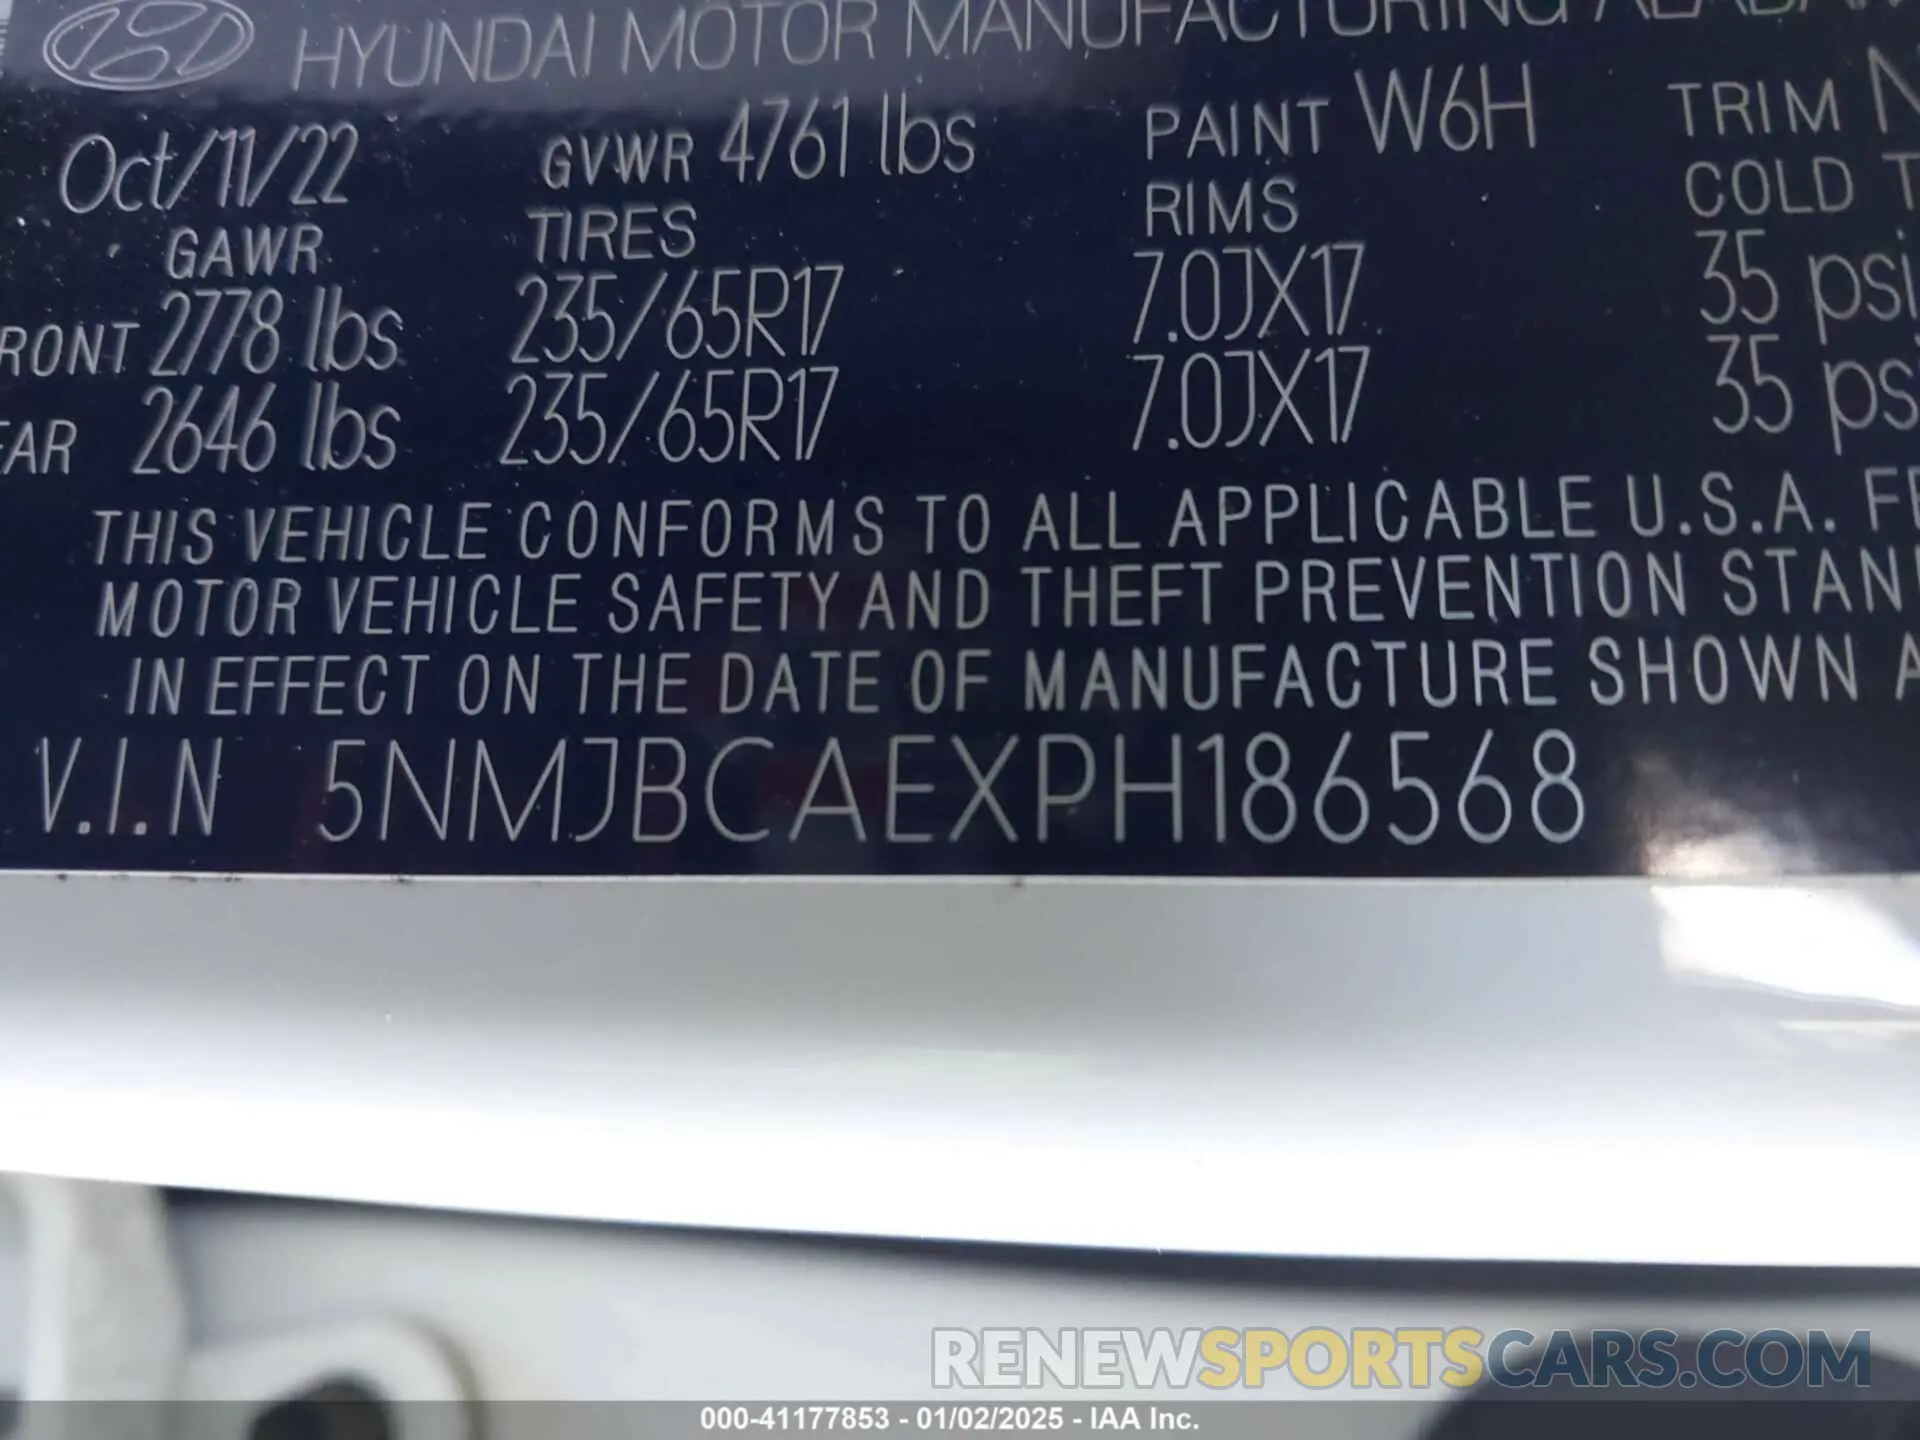 HYUNDAI MOTOR MANUFACTURING
Oct/11/22 GVWR 4761 lbs PAINT W6H TRIM
GAWR TIRES RIMS COLD
2778 lbs 235/65R17 7.0JX17 35 psi
2646 lbs 235/65R17 7.0JX17 35 psi
THIS VEHICLE CONFORMS TO ALL APPLICABLE U.S.A.
MOTOR VEHICLE SAFETY AND THEFT PREVENTION
IN EFFECT ON THE DATE OF MANUFACTURE SHOWN
V.I.N 5NMJBCAEXPH186568
RENEWSPORTSCARS.COM
000-41177853 - 01/02/2025 - IAA Inc.